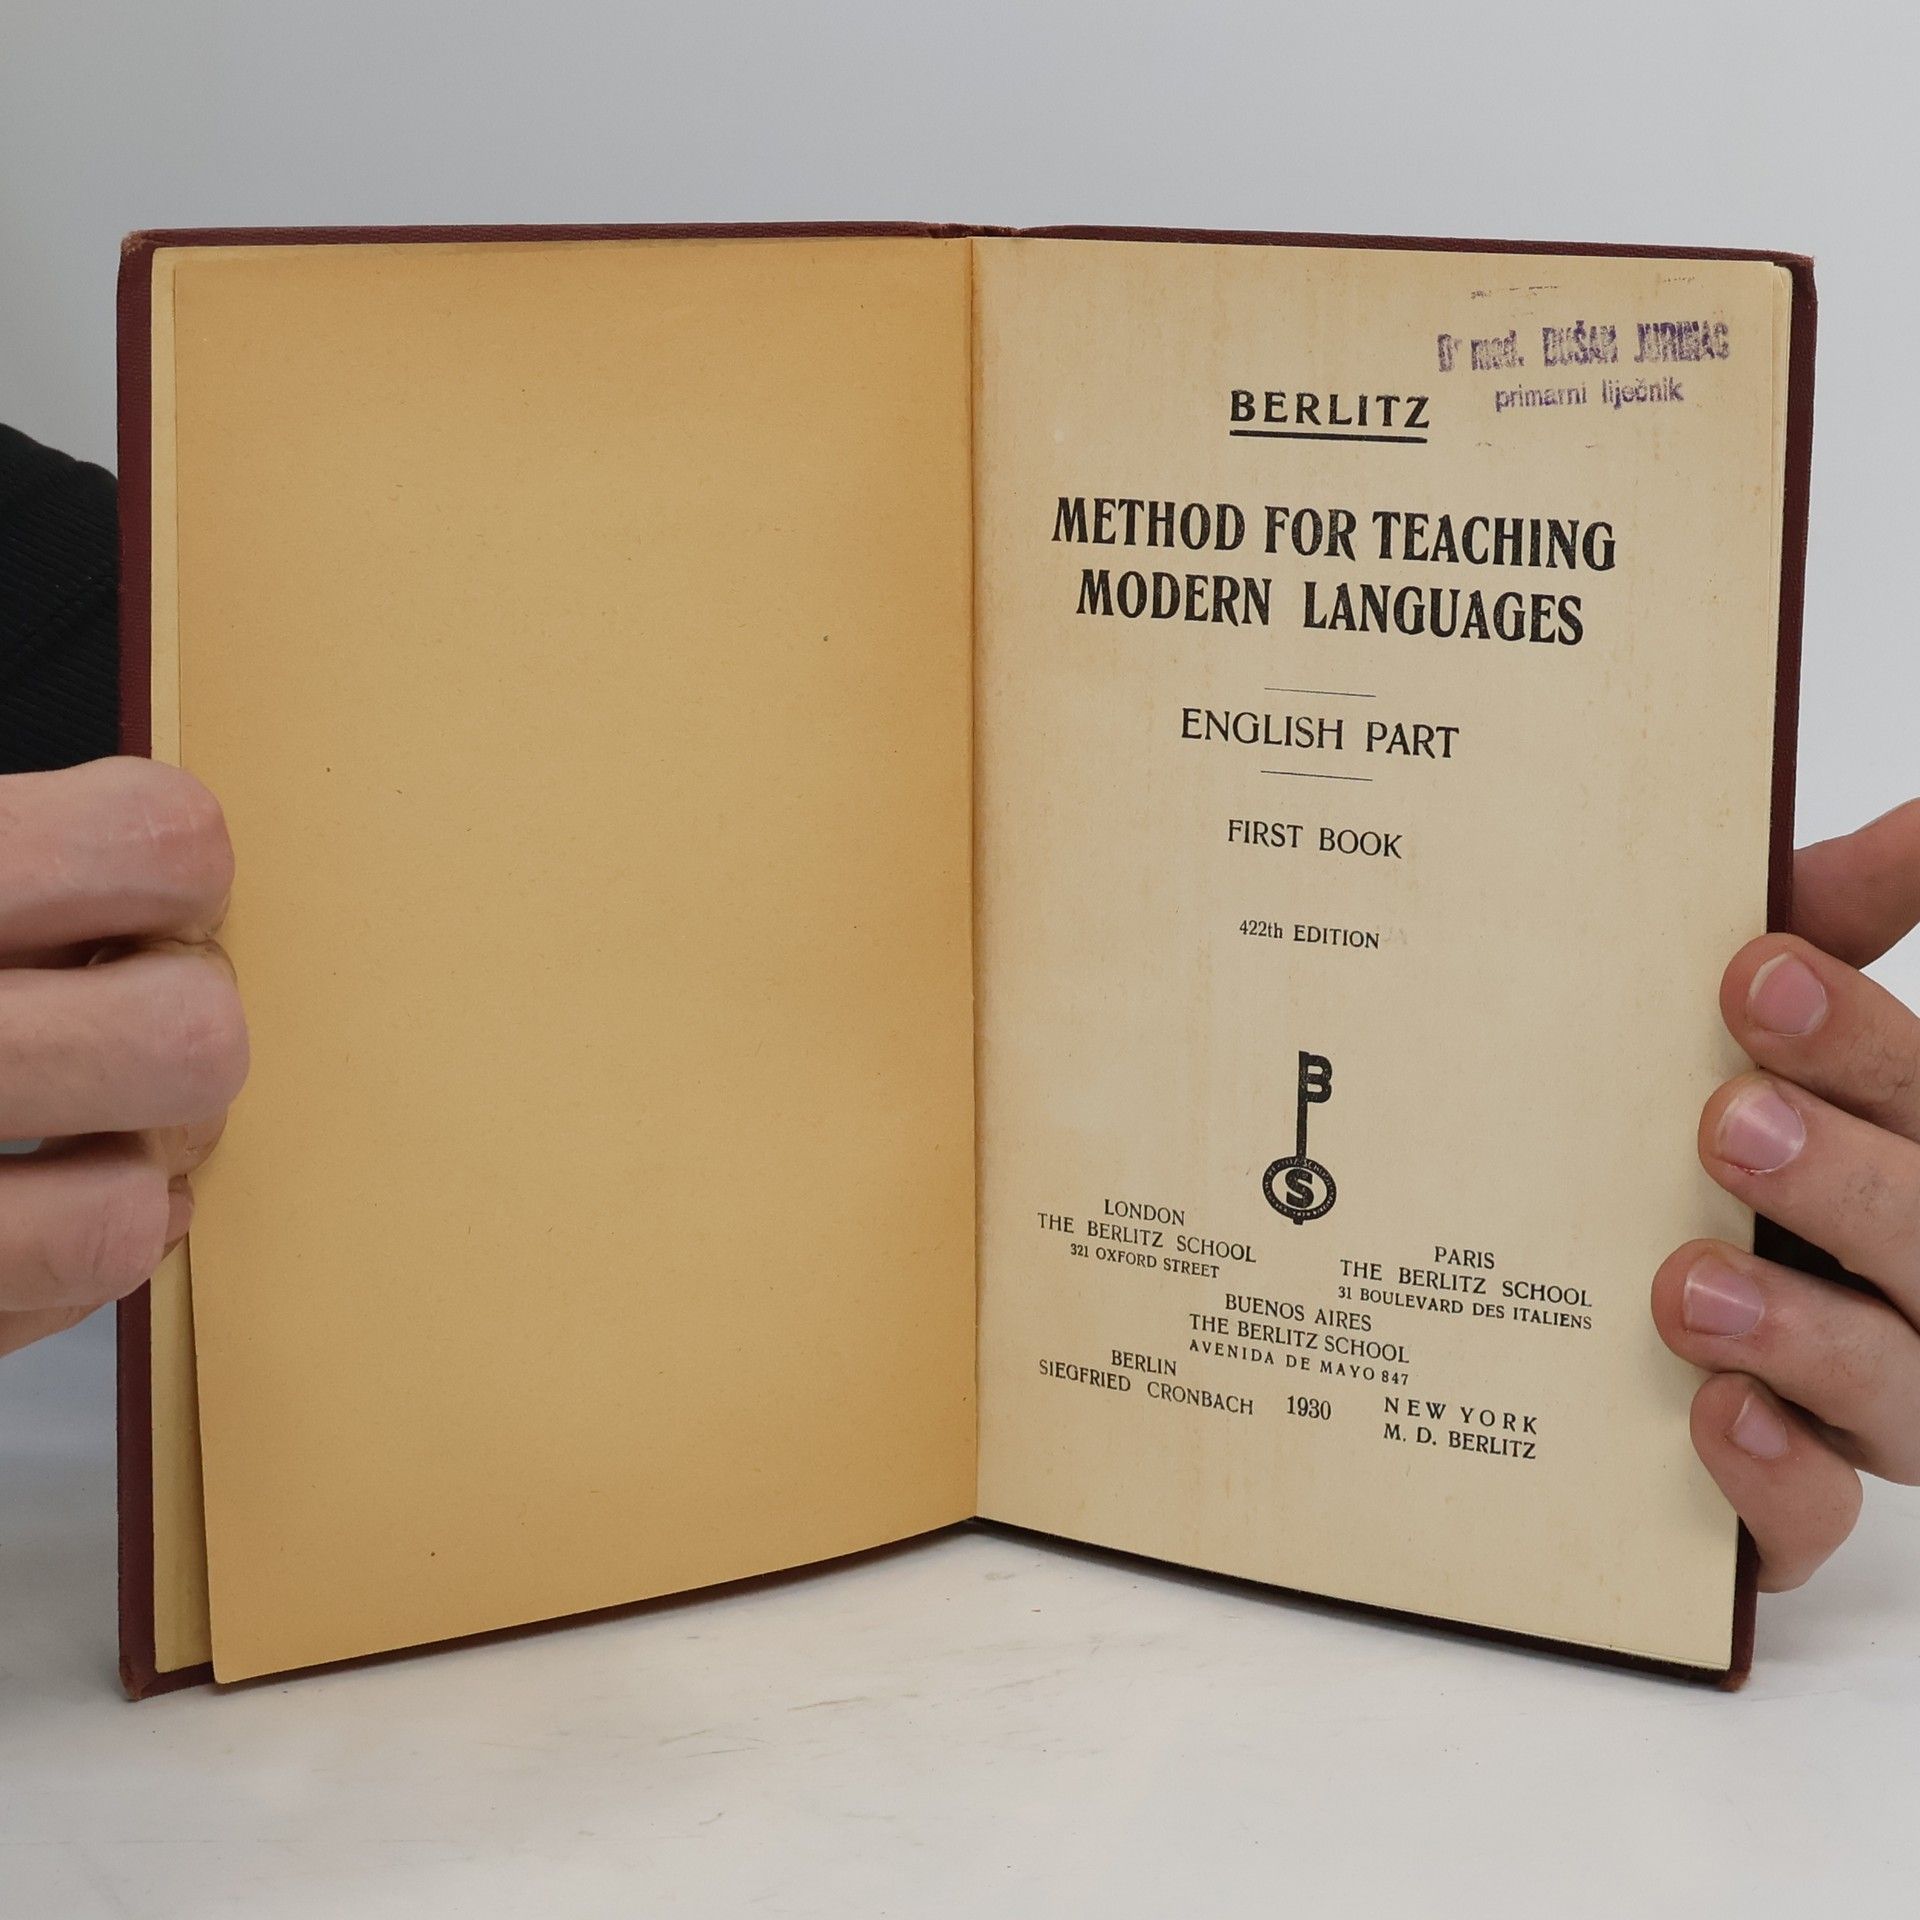 Dr med. DUŠAN JURINAC
primarni liječnik
BERLITZ
METHOD FOR TEACHING
MODERN LANGUAGES
ENGLISH PART
FIRST BOOK
422th EDITION
B
S
LONDON
THE BERLITZ SCHOOL
321 OXFORD STREET
PARIS
THE BERLITZ SCHOOL
31 BOULEVARD DES ITALIENS
BUENOS AIRES
THE BERLITZ SCHOOL
AVENIDA DE MAYO 847
BERLIN
SIEGFRIED CRONBACH
1930
NEW YORK
M. D. BERLITZ